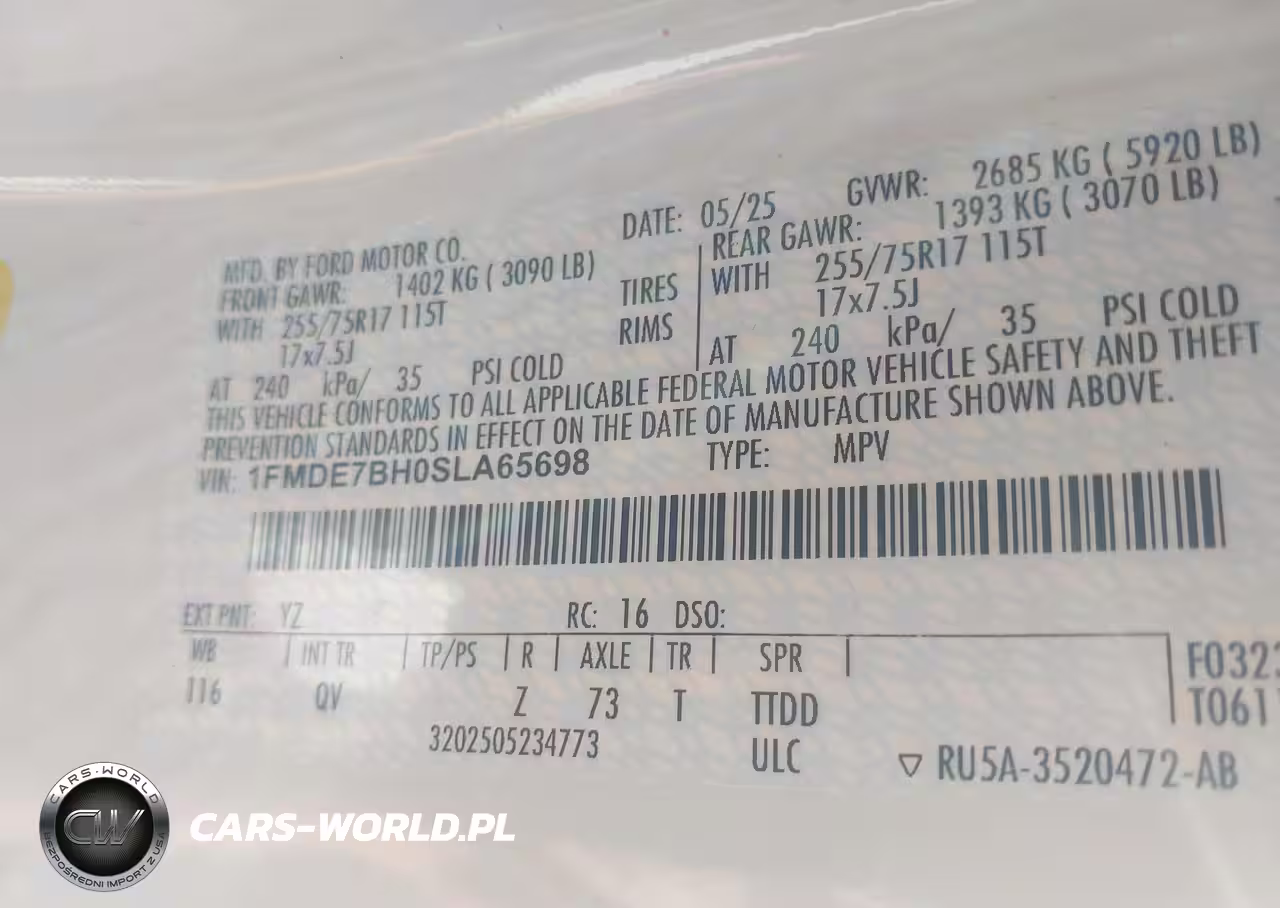 DATE: 05/25 GVWR: 2685 KG ( 5920 LB)
MFD. BY FORD MOTOR CO.
FRONT GAWR: 1402 KG ( 3090 LB) REAR GAWR: 1393 KG ( 3070 LB)
WITH 255/75R17 115T TIRES WITH 255/75R17 115T
17x7.5J RIMS 17x7.5J
AT 240 kPa/ 35 PSI COLD AT 240 kPa/ 35 PSI COLD
THIS VEHICLE CONFORMS TO ALL APPLICABLE FEDERAL MOTOR VEHICLE SAFETY AND THEFT
PREVENTION STANDARDS IN EFFECT ON THE DATE OF MANUFACTURE SHOWN ABOVE.
VIN: 1FMDE7BH0SLA65698 TYPE: MPV
EXT PNT: YZ RC: 16 DSO:
WB INT TR TP/PS R AXLE TR SPR
116 QV Z 73 T TTDD
F032
T061
3202505234773 ULC
▽ RU5A-3520472-AB
CARS-WORLD
CW
BEZPOŚREDNI IMPORT Z USA
CARS-WORLD.PL